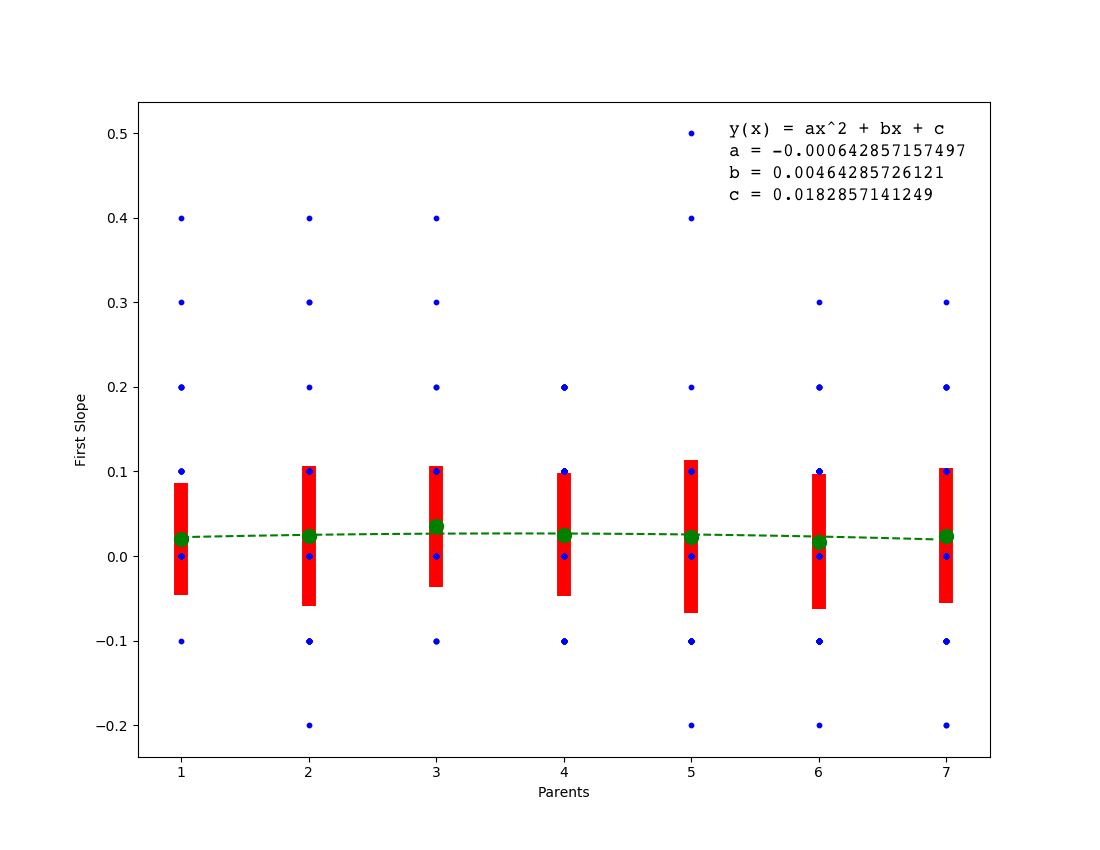 y(x) = ax^2 + bx + c
a = -0.000642857157497
b = 0.00464285726121
c = 0.0182857141249
0.5
0.4
0.3
0.2
0.1
0.0
−0.1
−0.2
First Slope
1 2 3 4 5 6 7
Parents